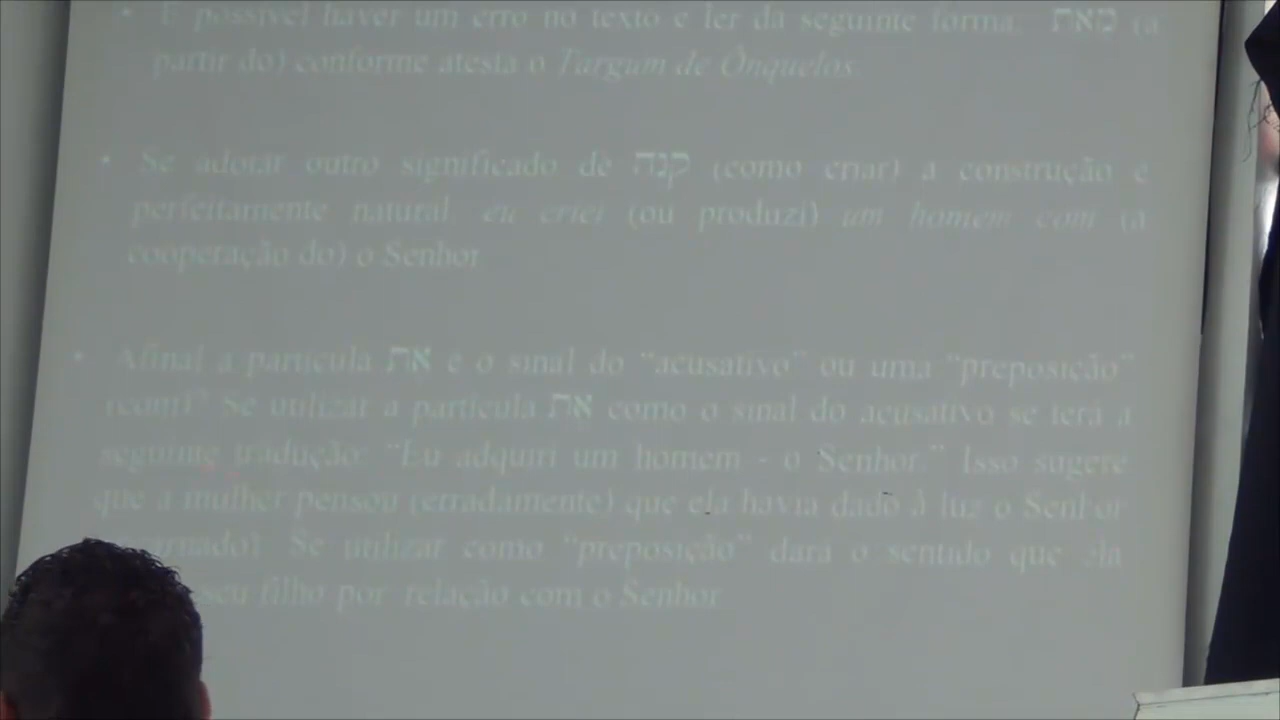 • É possível haver um erro no texto e ler da seguinte forma: מאת (a
partir do) conforme atesta o Targum de Ônquelos.
• Se adotar outro significado de קנה (como criar) a construção é
perfeitamente natural: eu criei (ou produzi) um homem com (a
cooperação do) o Senhor
• Afinal a partícula את é o sinal do “acusativo” ou uma “preposição”
(com)? Se utilizar a partícula את como o sinal do acusativo se terá a
seguinte tradução: “Eu adquiri um homem - o Senhor.” Isso sugere
que a mulher pensou (erradamente) que ela havia dado à luz o Senhor
Se utilizar como “preposição” dará o sentido que ela
seu filho por relação com o Senhor